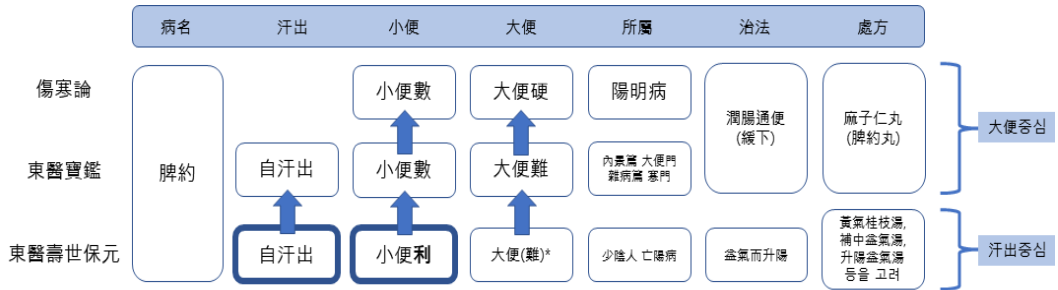 病名 汗出 小便 大便 所屬 治法 處方
傷寒論
小便數 大便硬 陽明病
潤腸通便
(緩下)
麻子仁丸
(脾約丸)
大便중심
脾約
東醫寶鑑
自汗出 小便數 大便難
內景篇 大便門
雜病篇 寒門
東醫壽世保元
自汗出 小便利 大便(難)* 少陰人 亡陽病 益氣而升陽
黃氣桂枝湯,
補中益氣湯,
升陽益氣湯
等을 고려
汗出중심